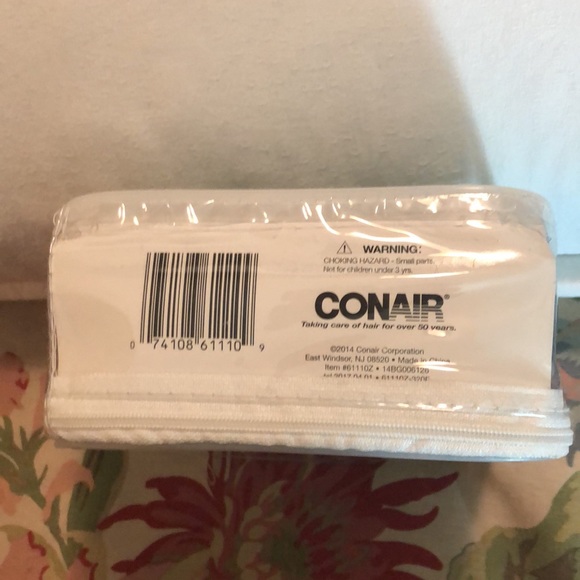 ⚠ WARNING:
CHOKING HAZARD - Small parts.
Not for children under 3 yrs.
CONAIR®
Taking care of hair for over 50 years.
©2014 Conair Corporation
East Windsor, NJ 08520 • Made in China
Item #61110Z • 14BG006126
0 74108 61110 9